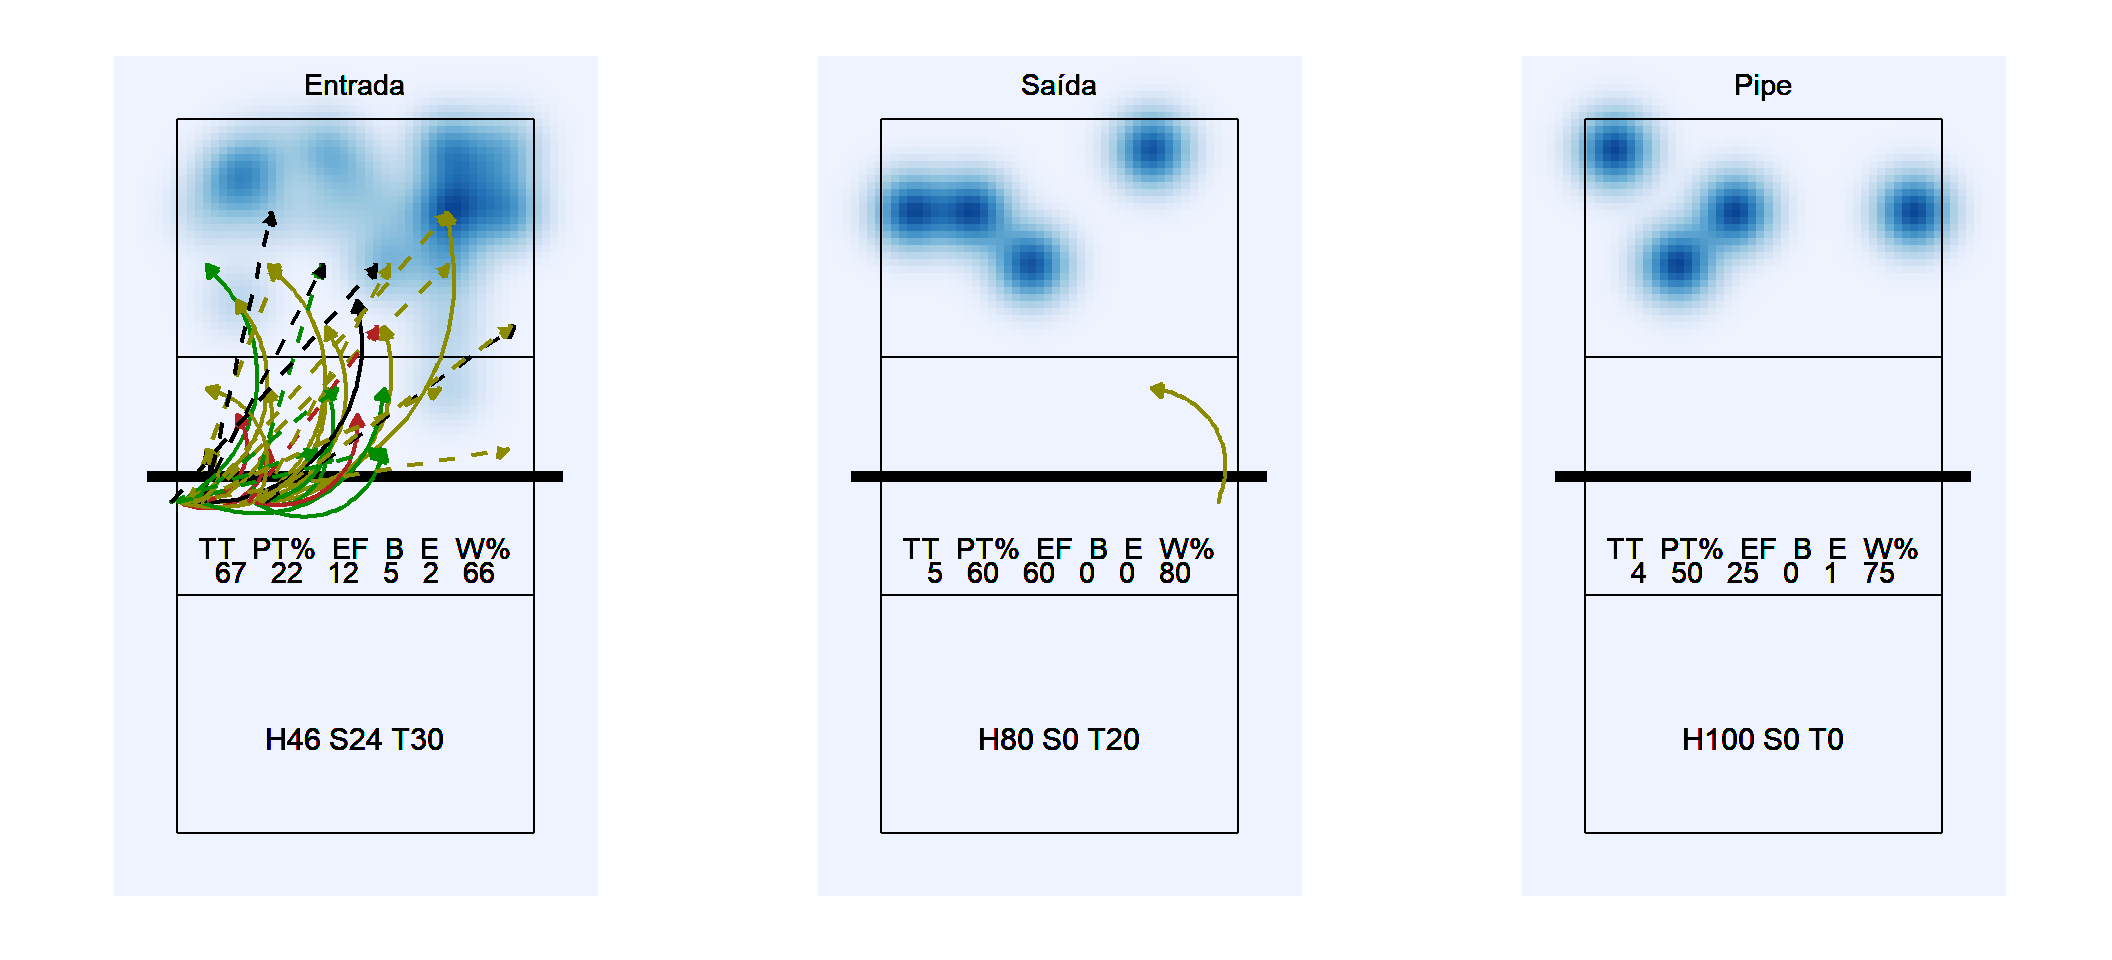 Entrada
TT PT% EF B E W%
67 22 12 5 2 66
H46 S24 T30
Saída
TT PT% EF B E W%
5 60 60 0 0 80
H80 S0 T20
Pipe
TT PT% EF B E W%
4 50 25 0 1 75
H100 S0 T0